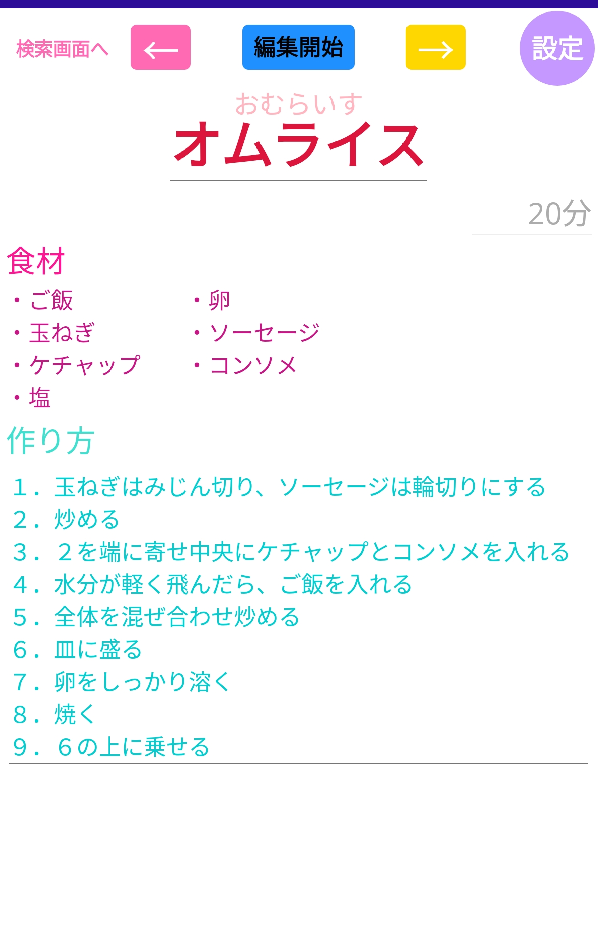 検索画面へ ← 編集開始 → 設定
おむらいす
オムライス
20分
食材
・ご飯 ・卵
・玉ねぎ ・ソーセージ
・ケチャップ ・コンソメ
・塩
作り方
１．玉ねぎはみじん切り、ソーセージは輪切りにする
２．炒める
３．２を端に寄せ中央にケチャップとコンソメを入れる
４．水分が軽く飛んだら、ご飯を入れる
５．全体を混ぜ合わせ炒める
６．皿に盛る
７．卵をしっかり溶く
８．焼く
９．６の上に乗せる